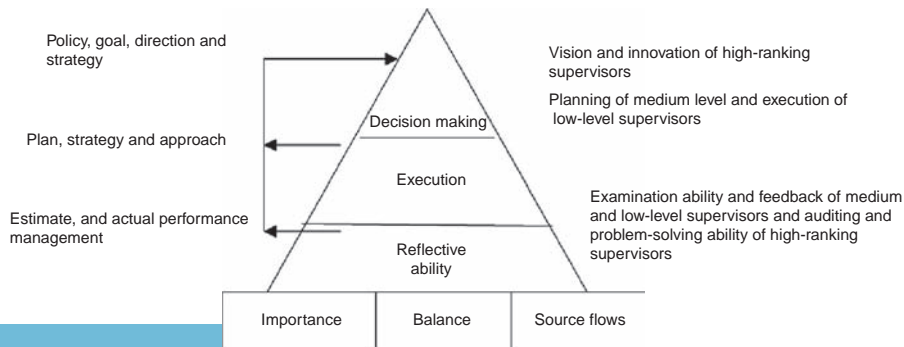 Policy, goal, direction and
strategy
Vision and innovation of high-ranking
supervisors
Planning of medium level and execution of
low-level supervisors
Decision making
Plan, strategy and approach
Execution
Estimate, and actual performance
management
Examination ability and feedback of medium
and low-level supervisors and auditing and
problem-solving ability of high-ranking
supervisors
Reflective
ability
Importance
Balance
Source flows